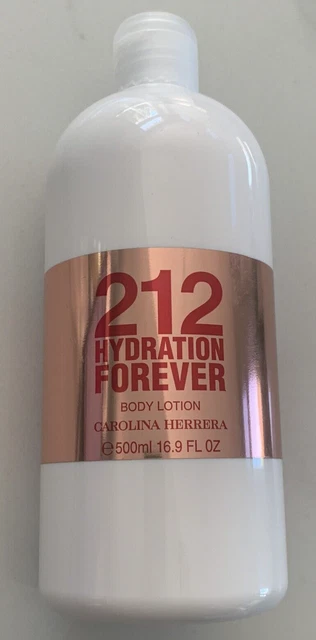 212
HYDRATION
FOREVER
BODY LOTION
CAROLINA HERRERA
℮500ml 16.9 FL OZ